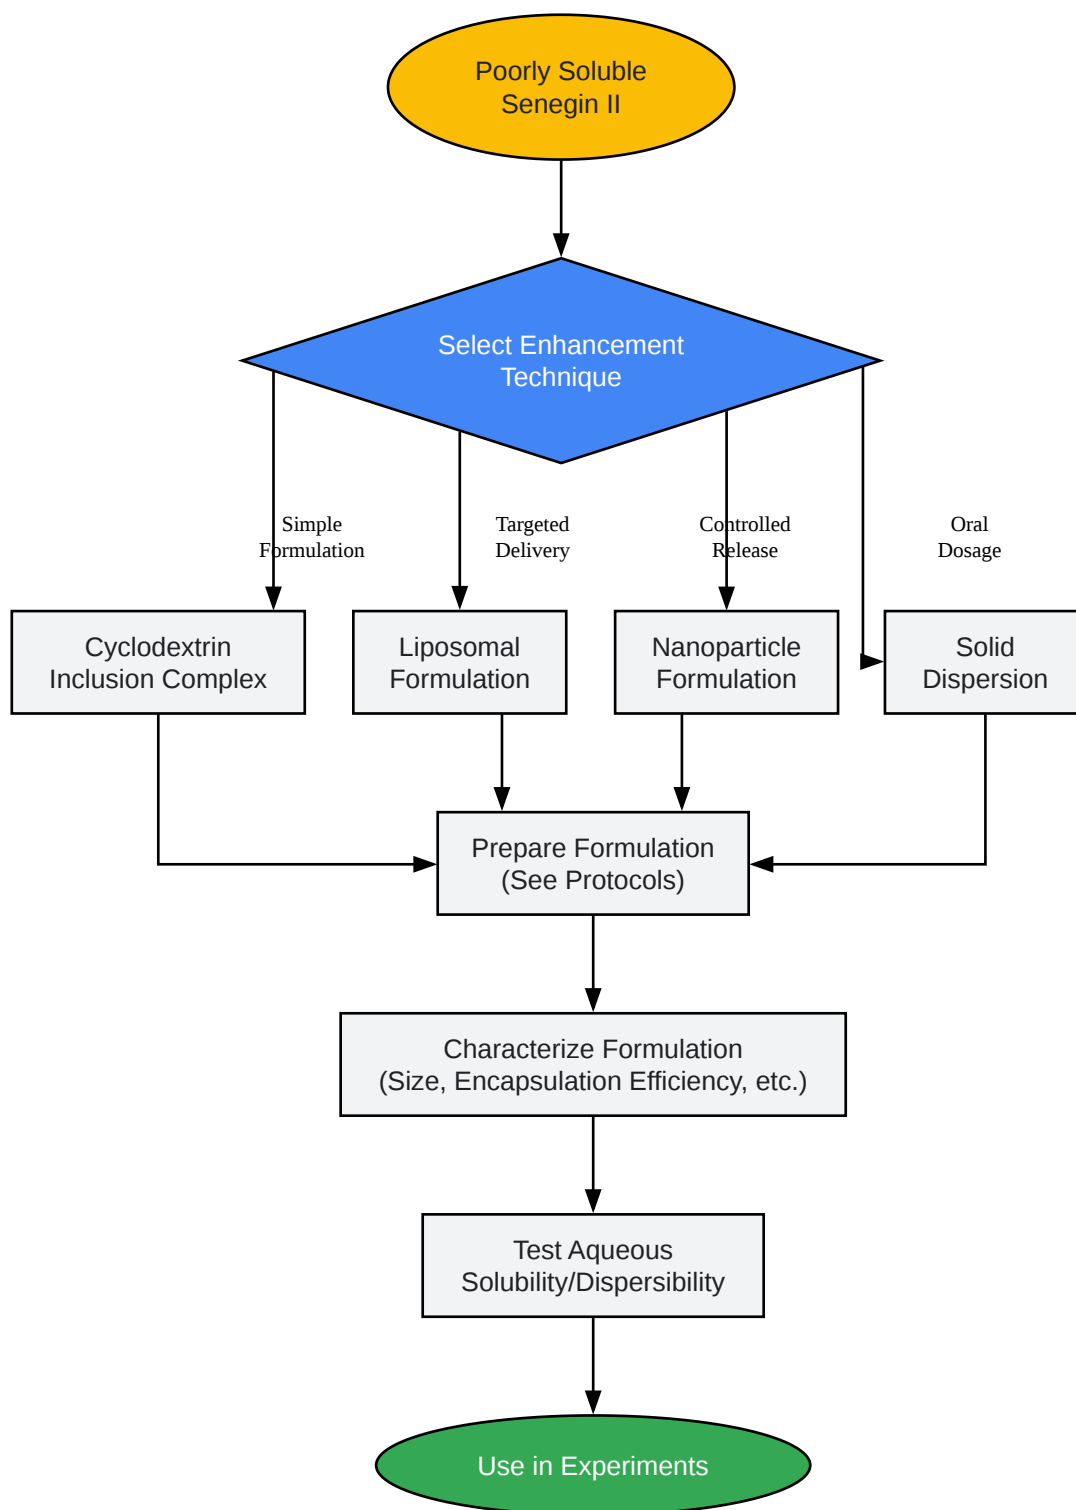 Poorly Soluble
Senegin II
Select Enhancement
Technique
Simple
Formulation
Targeted
Delivery
Controlled
Release
Oral
Dosage
Cyclodextrin
Inclusion Complex
Liposomal
Formulation
Nanoparticle
Formulation
Solid
Dispersion
Prepare Formulation
(See Protocols)
Characterize Formulation
(Size, Encapsulation Efficiency, etc.)
Test Aqueous
Solubility/Dispersibility
Use in Experiments